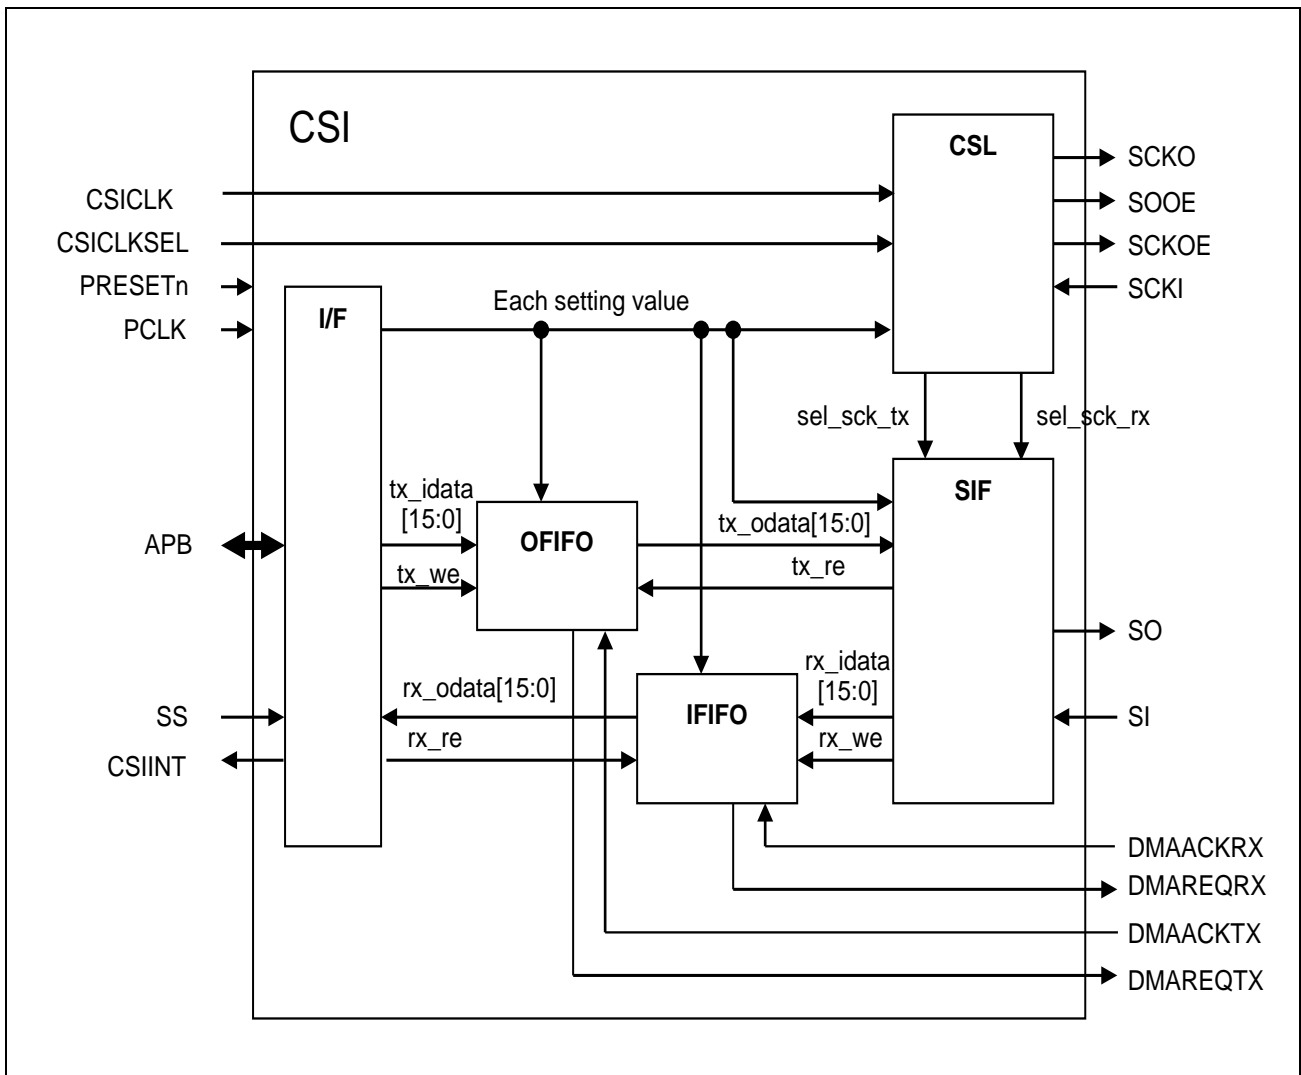 CSI
CSL
SCKO
CSICLK
SOOE
CSICLKSEL
SCKOE
PRESETn
SCKI
Each setting value
I/F
PCLK
sel_sck_tx
sel_sck_rx
SIF
tx_idata
[15:0]
tx_odata[15:0]
OFIFO
APB
tx_we
tx_re
SO
rx_idata
[15:0]
rx_odata[15:0]
IFIFO
SS
SI
rx_re
rx_we
CSIINT
DMAACKRX
DMAREQRX
DMAACKTX
DMAREQTX